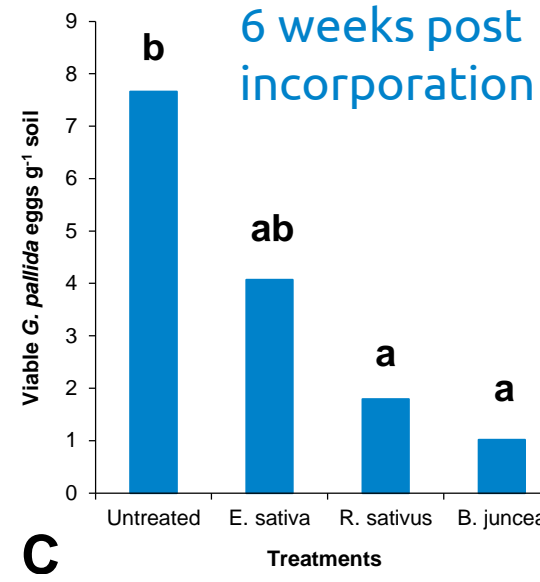 6 weeks post
incorporation
Viable G. pallida eggs g⁻¹ soil
9
8
7
6
5
4
3
2
1
0
b
ab
a
a
Untreated E. sativa R. sativus B. juncea
Treatments
C